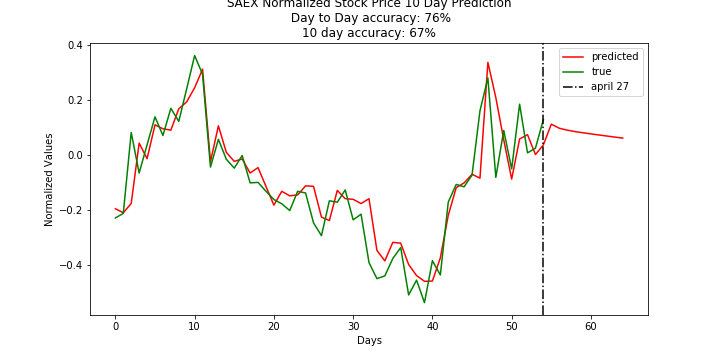 SAEX Normalized Stock Price 10 Day Prediction
Day to Day accuracy: 76%
10 day accuracy: 67%
predicted
true
april 27
Normalized Values
0.4
0.2
0.0
−0.2
−0.4
0
10
20
30
40
50
60
Days